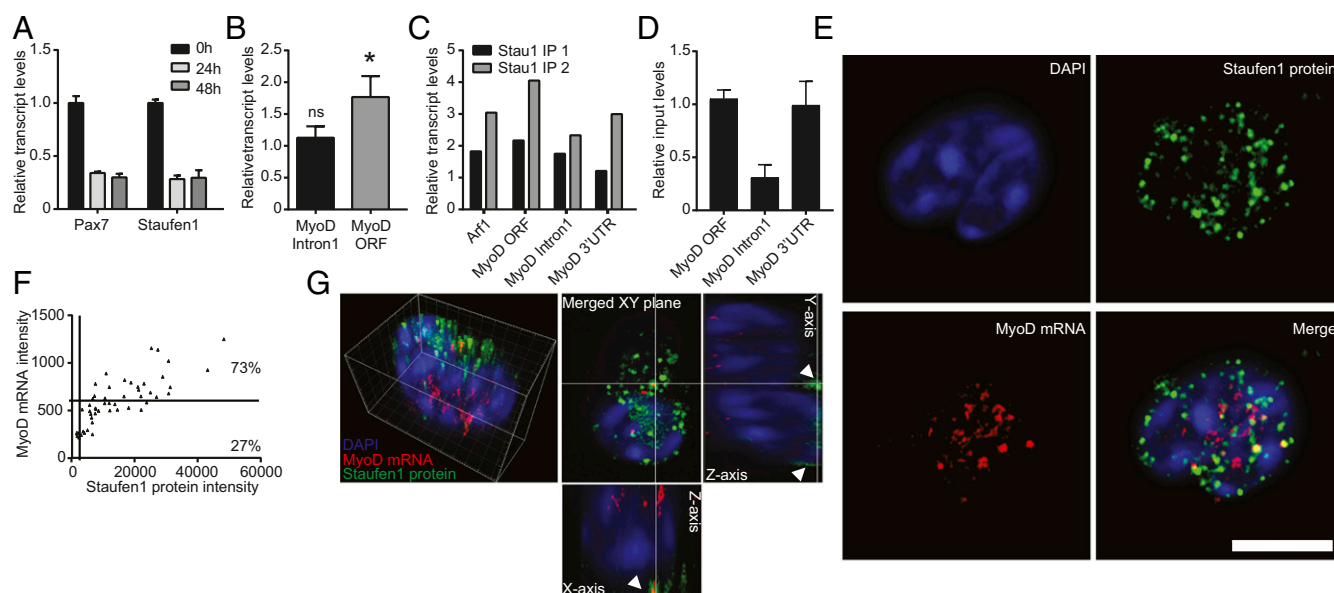 A
Relative transcript levels
1.5
1.0
0.5
0
0h
24h
48h
Pax7
Staufen1
B
Relativetranscript levels
2.5
2.0
1.5
1.0
0.5
0
ns
*
MyoD Intron1
MyoD ORF
C
Relative transcript levels
5
4
3
2
1
0
Stau1 IP 1
Stau1 IP 2
Arf1
MyoD ORF
MyoD Intron1
MyoD 3'UTR
D
Relative input levels
1.5
1.0
0.5
0
MyoD ORF
MyoD Intron1
MyoD 3'UTR
E
DAPI
Staufen1 protein
MyoD mRNA
Merge
F
MyoD mRNA intensity
1500
1000
500
0
73%
27%
0
20000
40000
60000
Staufen1 protein intensity
G
DAPI
MyoD mRNA
Staufen1 protein
Merged XY plane
Y-axis
Z-axis
Z-axis
X-axis